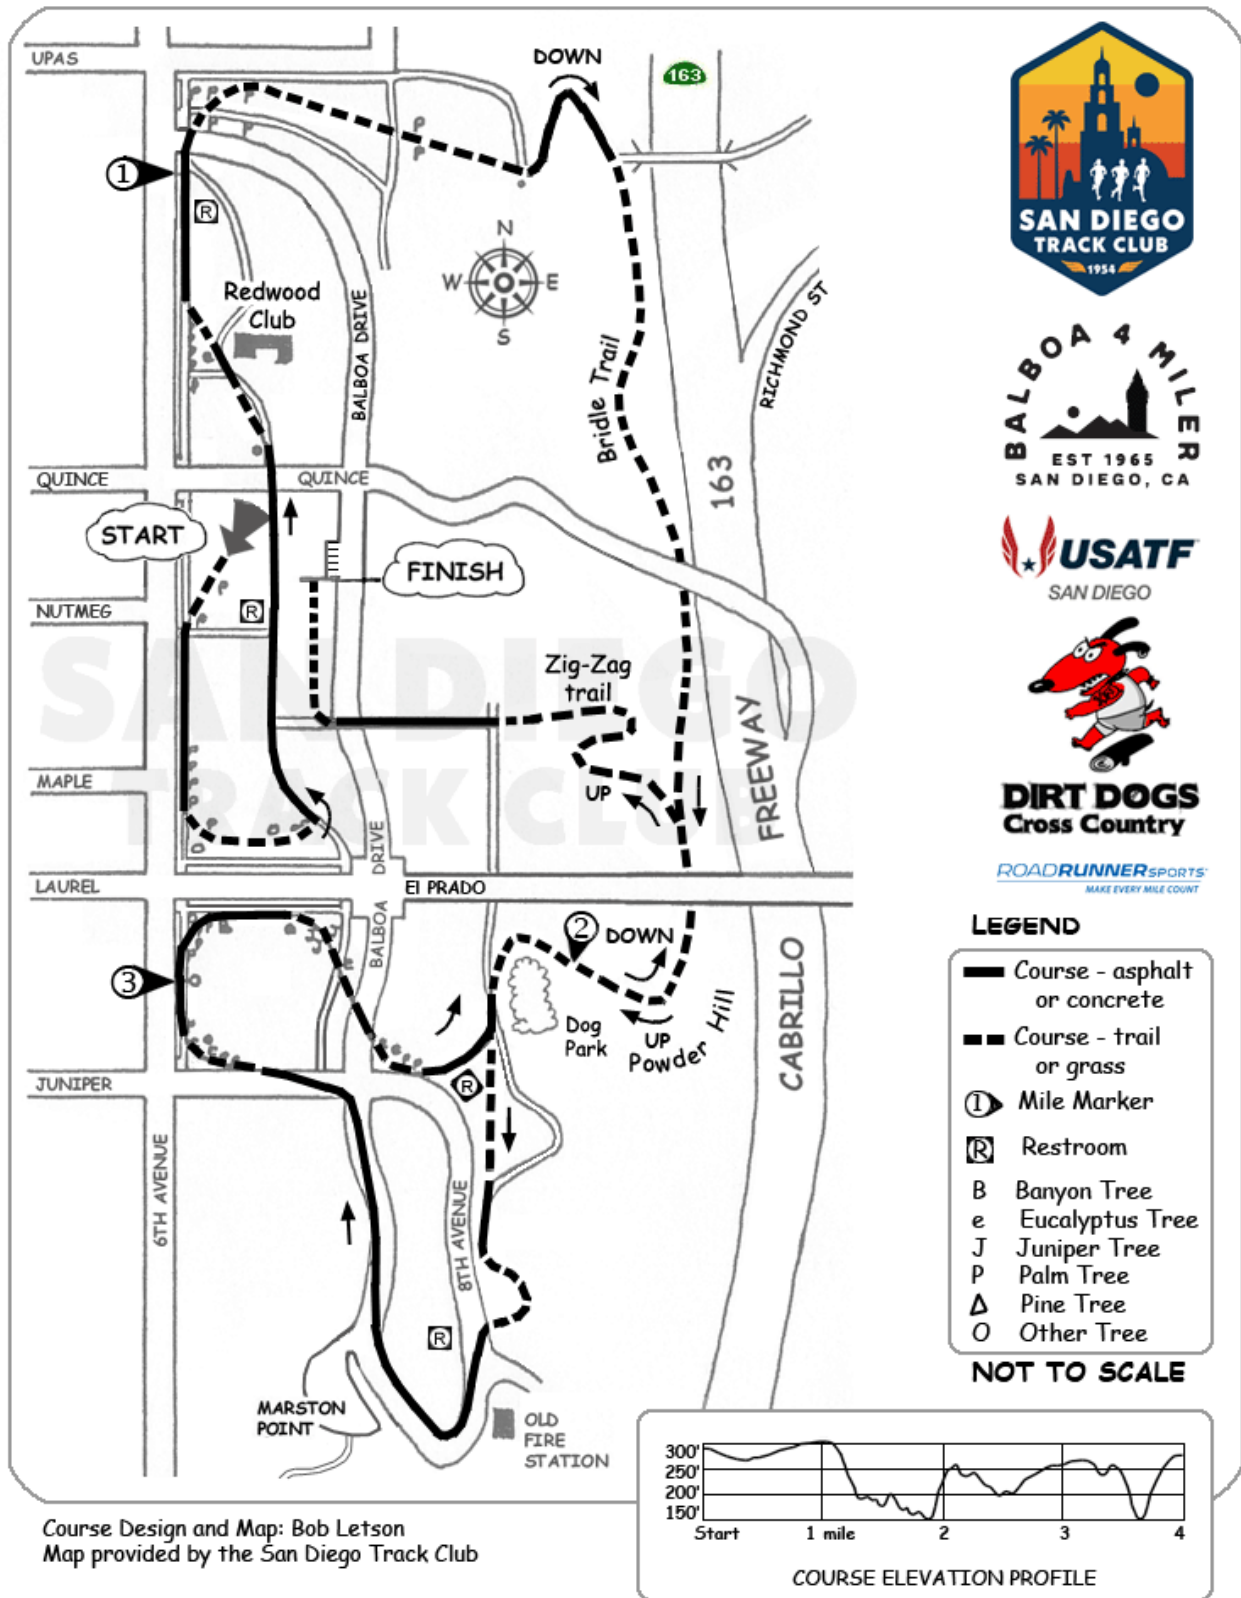 UPAS
DOWN
163
1
R
N
W
E
S
Redwood
Club
BALBOA DRIVE
Bridle Trail
RICHMOND ST
163
QUINCE
QUINCE
START
FINISH
NUTMEG
R
SAN DIEGO
TRACK CLUB
Zig-Zag
trail
MAPLE
UP
FREEWAY
BALBOA DRIVE
LAUREL
El PRADO
2
DOWN
3
Dog
Park
UP
Powder Hill
CABRILLO
JUNIPER
R
6TH AVENUE
8TH AVENUE
R
MARSTON
POINT
OLD
FIRE
STATION
SAN DIEGO
TRACK CLUB
1954
BALBOA 4 MILER
EST 1965
SAN DIEGO, CA
USATF
SAN DIEGO
DIRT DOGS
Cross Country
ROADRUNNERSPORTS
MAKE EVERY MILE COUNT
LEGEND
Course - asphalt
or concrete
Course - trail
or grass
1 Mile Marker
R Restroom
B Banyon Tree
e Eucalyptus Tree
J Juniper Tree
P Palm Tree
Δ Pine Tree
O Other Tree
NOT TO SCALE
300'
250'
200'
150'
Start 1 mile 2 3 4
COURSE ELEVATION PROFILE
Course Design and Map: Bob Letson
Map provided by the San Diego Track Club